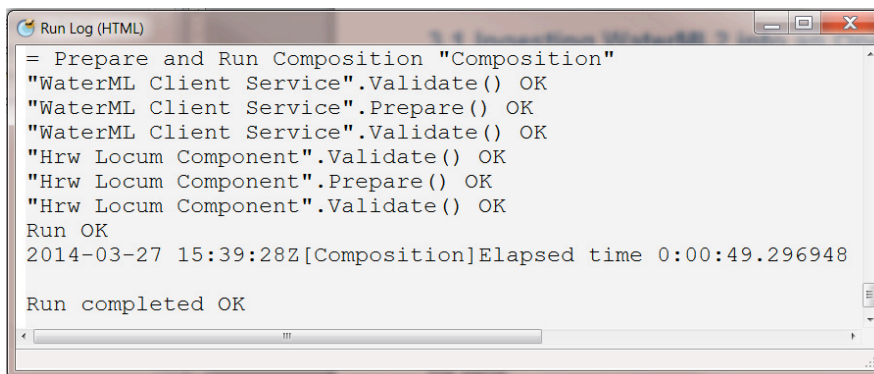 Run Log (HTML)
= Prepare and Run Composition "Composition"
"WaterML Client Service".Validate() OK
"WaterML Client Service".Prepare() OK
"WaterML Client Service".Validate() OK
"Hrw Locum Component".Validate() OK
"Hrw Locum Component".Prepare() OK
"Hrw Locum Component".Validate() OK
Run OK
2014-03-27 15:39:28Z[Composition]Elapsed time 0:00:49.296948
Run completed OK